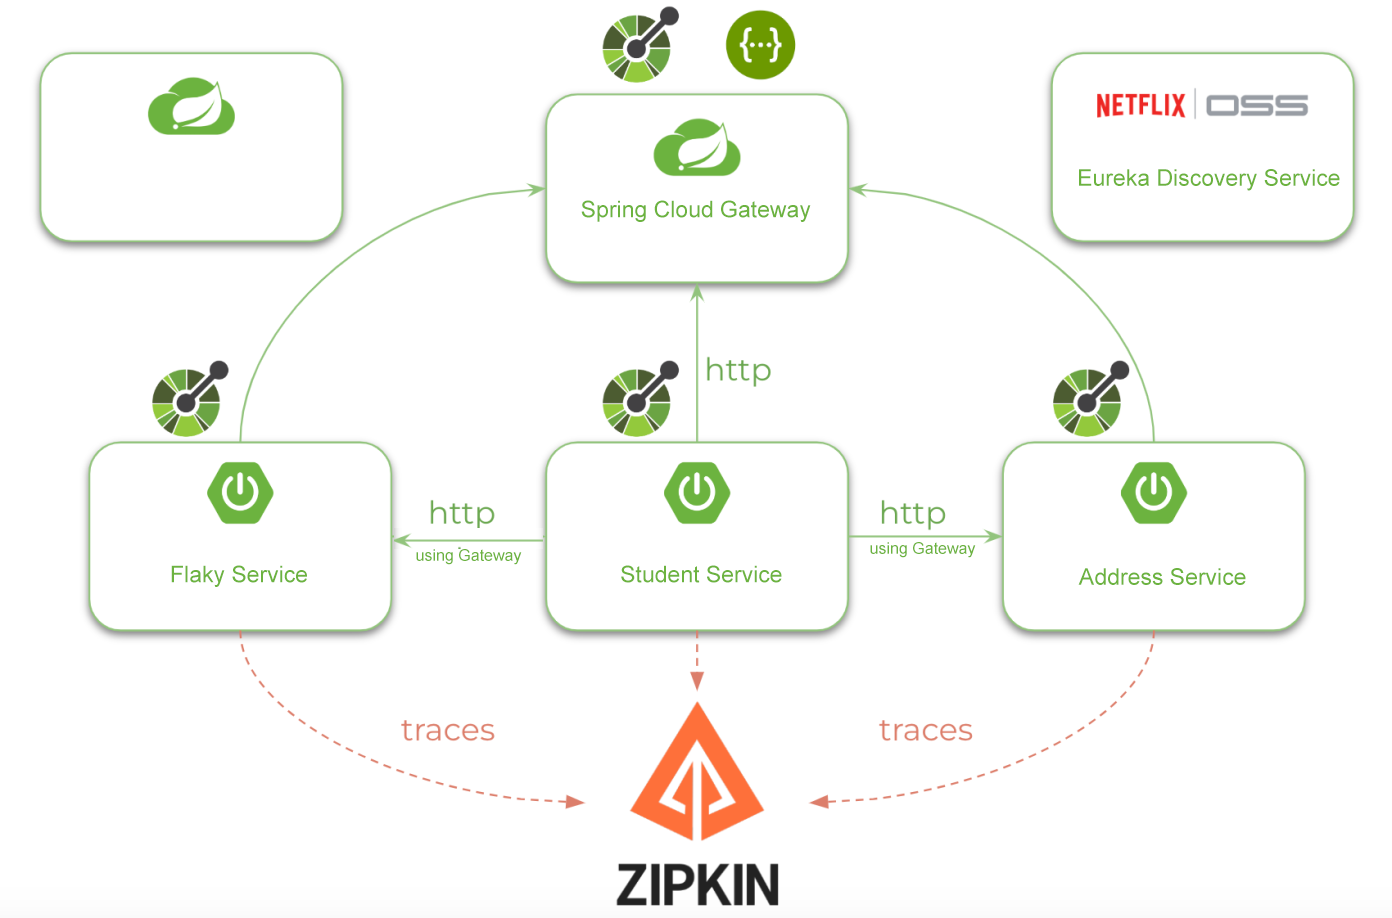 {...}
NETFLIX OSS
Eureka Discovery Service
Spring Cloud Gateway
http
http
using Gateway
http
using Gateway
Flaky Service
Student Service
Address Service
traces
traces
ZIPKIN